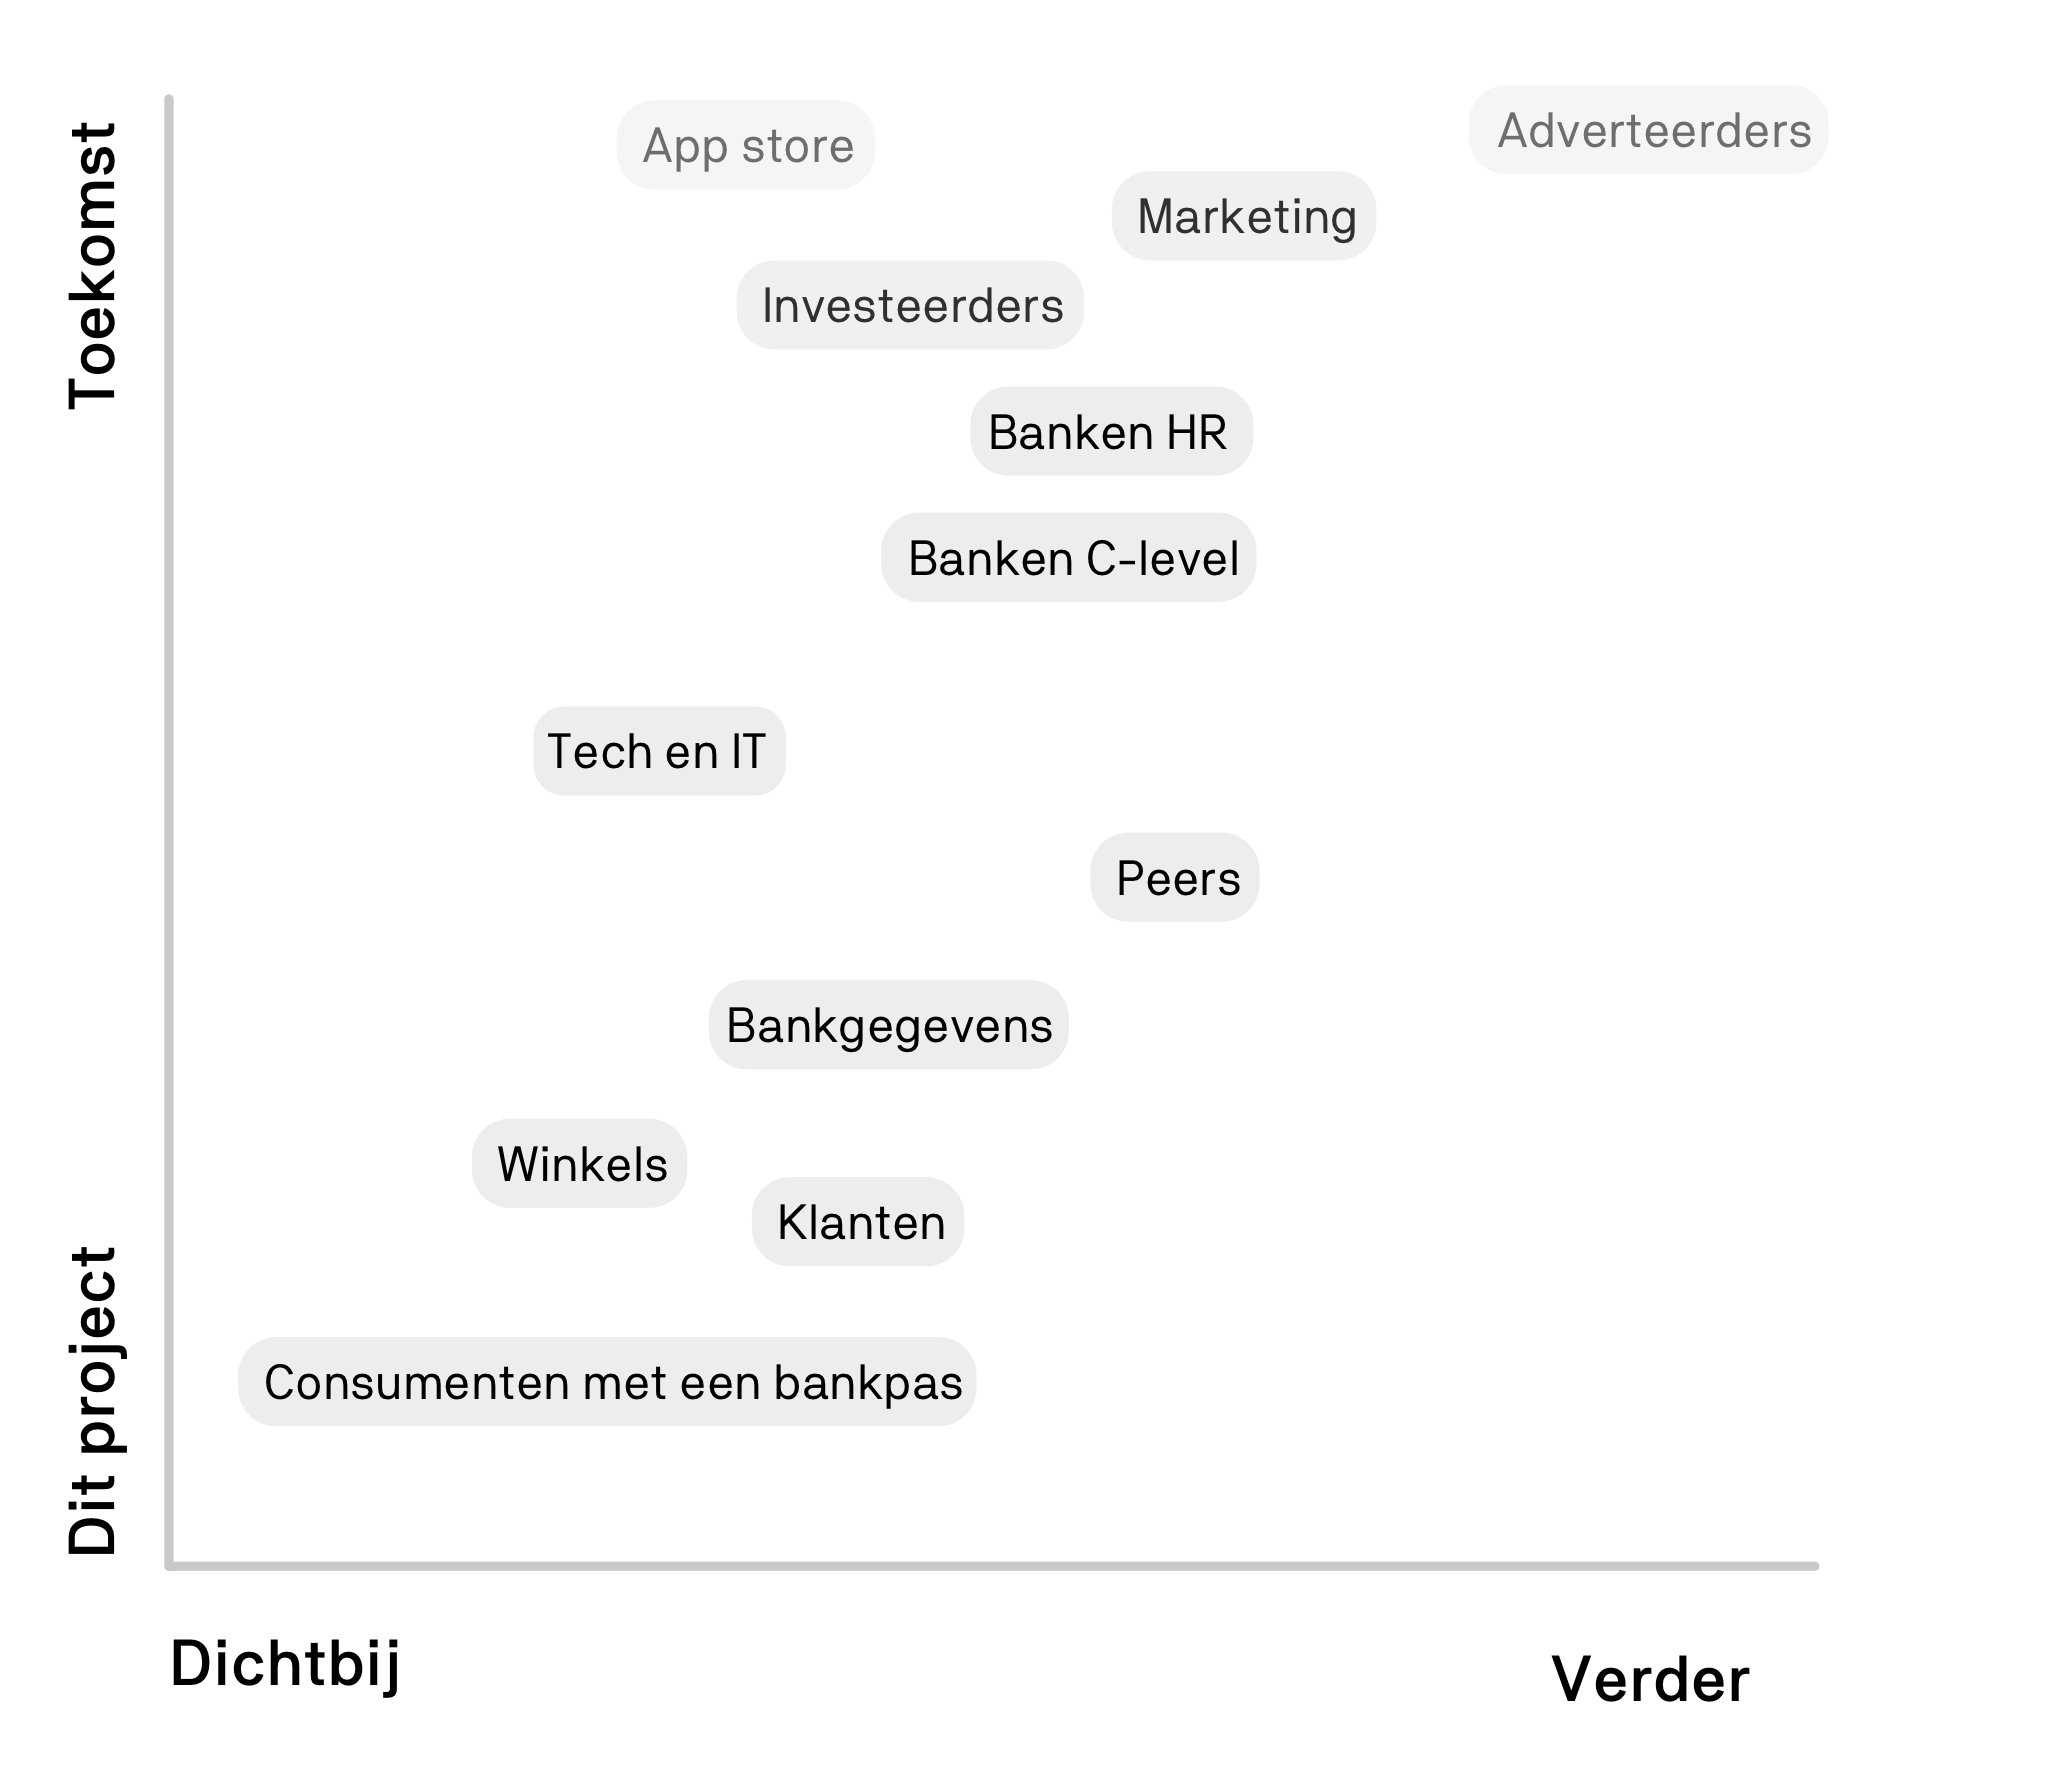 Toekomst
App store
Adverteerders
Marketing
Investeerders
Banken HR
Banken C-level
Tech en IT
Peers
Bankgegevens
Winkels
Klanten
Dit project
Consumenten met een bankpas
Dichtbij
Verder